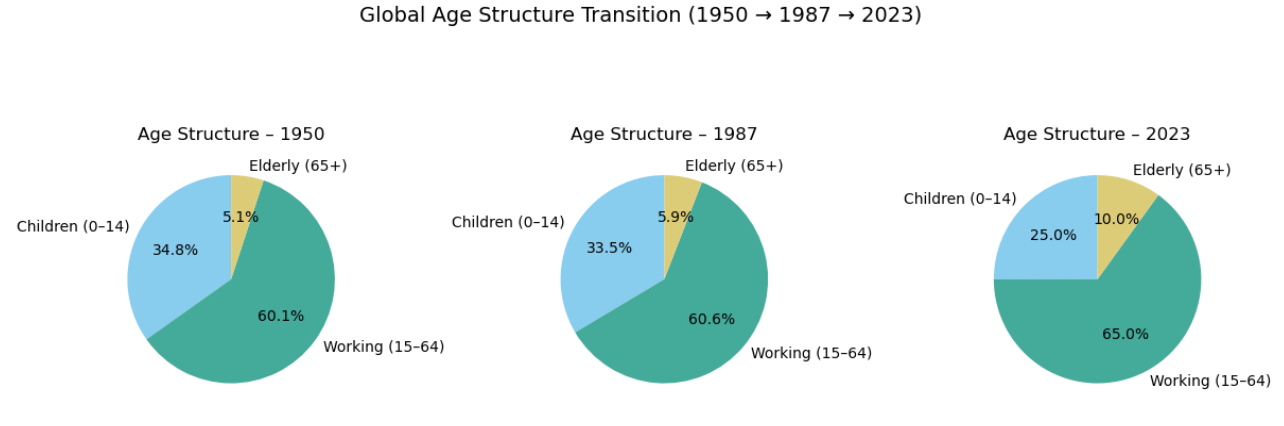 Global Age Structure Transition (1950 → 1987 → 2023)
Age Structure – 1950
Elderly (65+)
Children (0–14)
5.1%
34.8%
60.1%
Working (15–64)
Age Structure – 1987
Elderly (65+)
Children (0–14)
5.9%
33.5%
60.6%
Working (15–64)
Age Structure – 2023
Elderly (65+)
Children (0–14)
10.0%
25.0%
65.0%
Working (15–64)